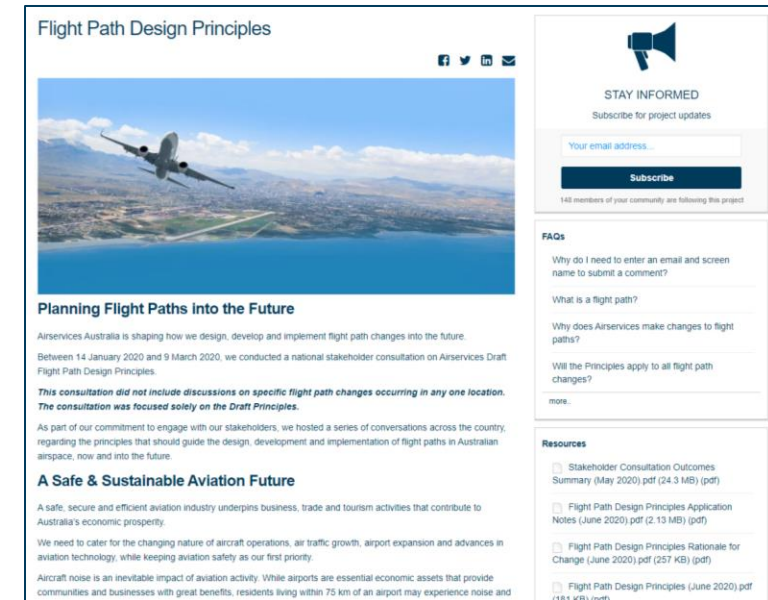 Flight Path Design Principles
Planning Flight Paths into the Future
Airservices Australia is shaping how we design, develop and implement flight path changes into the future.
Between 14 January 2020 and 9 March 2020, we conducted a national stakeholder consultation on Airservices Draft
Flight Path Design Principles.
This consultation did not include discussions on specific flight path changes occurring in any one location.
The consultation was focused solely on the Draft Principles.
As part of our commitment to engage with our stakeholders, we hosted a series of conversations across the country,
regarding the principles that should guide the design, development and implementation of flight paths in Australian
airspace, now and into the future.
A Safe & Sustainable Aviation Future
A safe, secure and efficient aviation industry underpins business, trade and tourism activities that contribute to
Australia's economic prosperity.
We need to cater for the changing nature of aircraft operations, air traffic growth, airport expansion and advances in
aviation technology, while keeping aviation safety as our first priority.
Aircraft noise is an inevitable impact of aviation activity. While airports are essential economic assets that provide
communities and businesses with great benefits, residents living within 75 km of an airport may experience noise and
STAY INFORMED
Subscribe for project updates
Your email address...
Subscribe
148 members of your community are following this project
FAQs
Why do I need to enter an email and screen
name to submit a comment?
What is a flight path?
Why does Airservices make changes to flight
paths?
Will the Principles apply to all flight path
changes?
more..
Resources
Stakeholder Consultation Outcomes
Summary (May 2020).pdf (24.3 MB) (pdf)
Flight Path Design Principles Application
Notes (June 2020).pdf (2.13 MB) (pdf)
Flight Path Design Principles Rationale for
Change (June 2020).pdf (257 KB) (pdf)
Flight Path Design Principles (June 2020).pdf
(181 KB) (pdf)